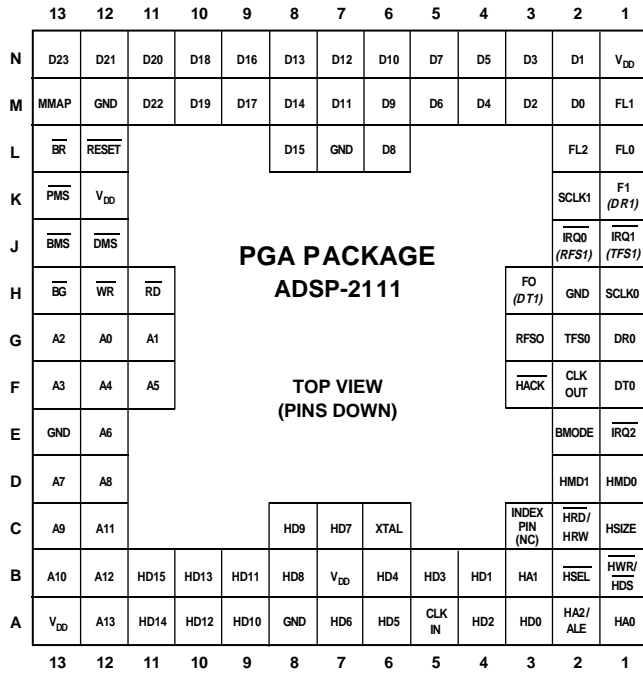 13 12 11 10 9 8 7 6 5 4 3 2 1
N D23 D21 D20 D18 D16 D13 D12 D10 D7 D5 D3 D1 VDD
M MMAP GND D22 D19 D17 D14 D11 D9 D6 D4 D2 D0 FL1
L BR RESET D15 GND D8 FL2 FL0
K PMS VDD SCLK1 F1
(DR1)
J BMS DMS IRQ0 IRQ1
(RFS1) (TFS1)
PGA PACKAGE
ADSP-2111
H BG WR RD FO GND SCLK0
(DT1)
G A2 A0 A1 RFSO TFS0 DR0
F A3 A4 A5 HACK CLK DT0
OUT
TOP VIEW
(PINS DOWN)
E GND A6 BMODE IRQ2
D A7 A8 HMD1 HMD0
C A9 A11 HD9 HD7 XTAL INDEX HRD/ HSIZE
PIN HRW
(NC)
B A10 A12 HD15 HD13 HD11 HD8 VDD HD4 HD3 HD1 HA1 HSEL HWR/
HDS
A VDD A13 HD14 HD12 HD10 GND HD6 HD5 CLK HD2 HD0 HA2/ HA0
IN ALE
13 12 11 10 9 8 7 6 5 4 3 2 1